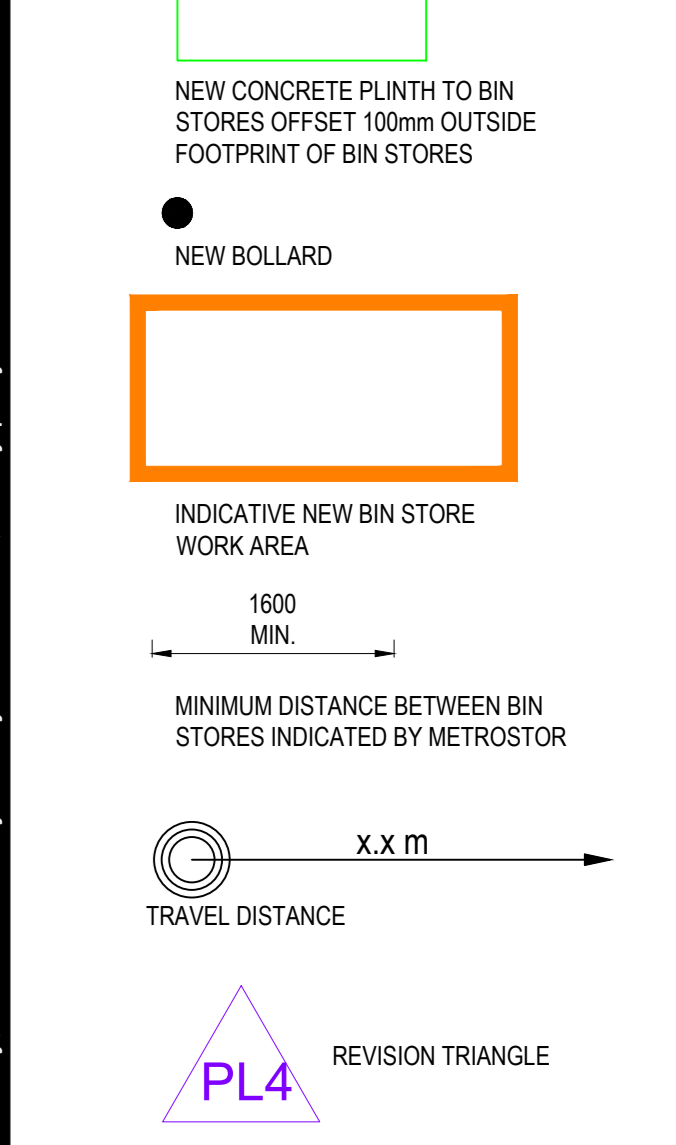 NEW CONCRETE PLINTH TO BIN
STORES OFFSET 100mm OUTSIDE
FOOTPRINT OF BIN STORES
NEW BOLLARD
INDICATIVE NEW BIN STORE
WORK AREA
1600
MIN.
MINIMUM DISTANCE BETWEEN BIN
STORES INDICATED BY METROSTOR
x.x m
TRAVEL DISTANCE
PL4
REVISION TRIANGLE